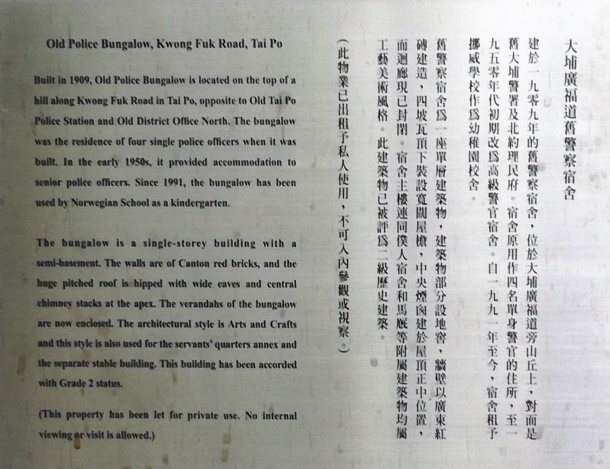 Old Police Bungalow, Kwong Fuk Road, Tai Po
Built in 1909, Old Police Bungalow is located on the top of a
hill along Kwong Fuk Road in Tai Po, opposite to Old Tai Po
Police Station and Old District Office North. The bungalow
was the residence of four single police officers when it was
built. In the early 1950s, it provided accommodation to
senior police officers. Since 1991, the bungalow has been
used by Norwegian School as a kindergarten.
The bungalow is a single-storey building with a
semi-basement. The walls are of Canton red bricks, and the
huge pitched roof is hipped with wide eaves and central
chimney stacks at the apex. The verandahs of the bungalow
are now enclosed. The architectural style is Arts and Crafts
and this style is also used for the servants' quarters annex and
the separate stable building. This building has been accorded
with Grade 2 status.
(This property has been let for private use. No internal
viewing or visit is allowed.)
大埔廣福道舊警察宿舍
建於一九零九年的舊警察宿舍，位於大埔廣福道旁山丘上，對面是
舊大埔警署及北約理民府。宿舍原用作四名單身警官的住所，至一
九五零年代初期改為高級警官宿舍。自一九九一年至今，宿舍租予
挪威學校作為幼稚園校舍。
舊警察宿舍為一座單層建築物，建築物部分設地窖，牆壁以廣東紅
磚建造，四坡瓦頂下裝設寬闊屋檐，中央煙囪建於屋頂正中位置，
而迴廊現已封閉。宿舍主樓連同僕人宿舍和馬廐等附屬建築物均屬
工藝美術風格。此建築物已被評為二級歷史建築。
（此物業已出租予私人使用，不可入內參觀或視察。）